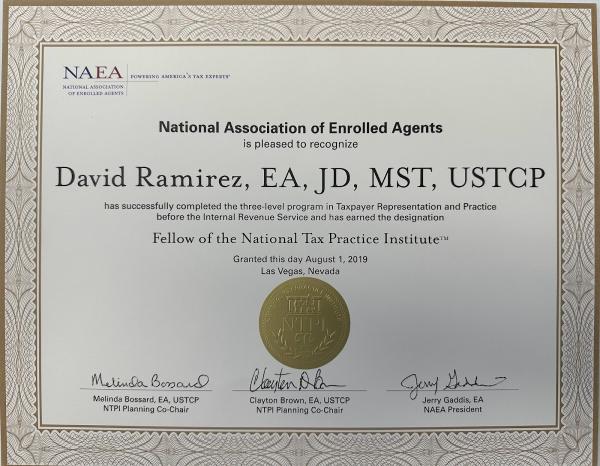 NAEA
POWERING AMERICA'S TAX EXPERTS®
NATIONAL ASSOCIATION
OF ENROLLED AGENTS
National Association of Enrolled Agents
is pleased to recognize
David Ramirez, EA, JD, MST, USTCP
has successfully completed the three-level program in Taxpayer Representation and Practice
before the Internal Revenue Service and has earned the designation
Fellow of the National Tax Practice Institute™
Granted this day August 1, 2019
Las Vegas, Nevada
NTPI
Melinda Bossard
Jerry Gaddis
Melinda Bossard, EA, USTCP
Clayton Brown, EA, USTCP
Jerry Gaddis, EA
NTPI Planning Co-Chair
NTPI Planning Co-Chair
NAEA President